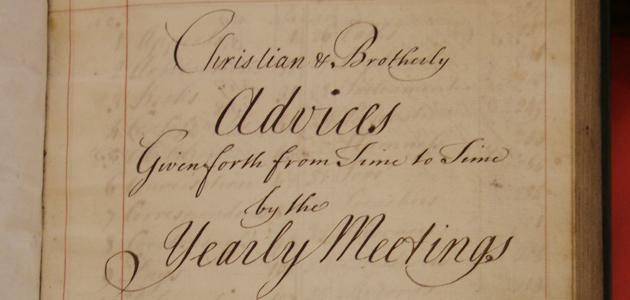 Christian & Brotherly
Advices
Given forth from Time to Time
by the
Yearly Meetings